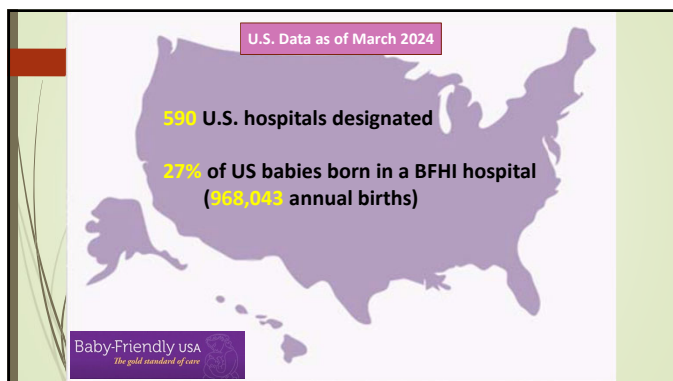 U.S. Data as of March 2024
590 U.S. hospitals designated
27% of US babies born in a BFHI hospital
(968,043 annual births)
Baby-Friendly USA
The gold standard of care